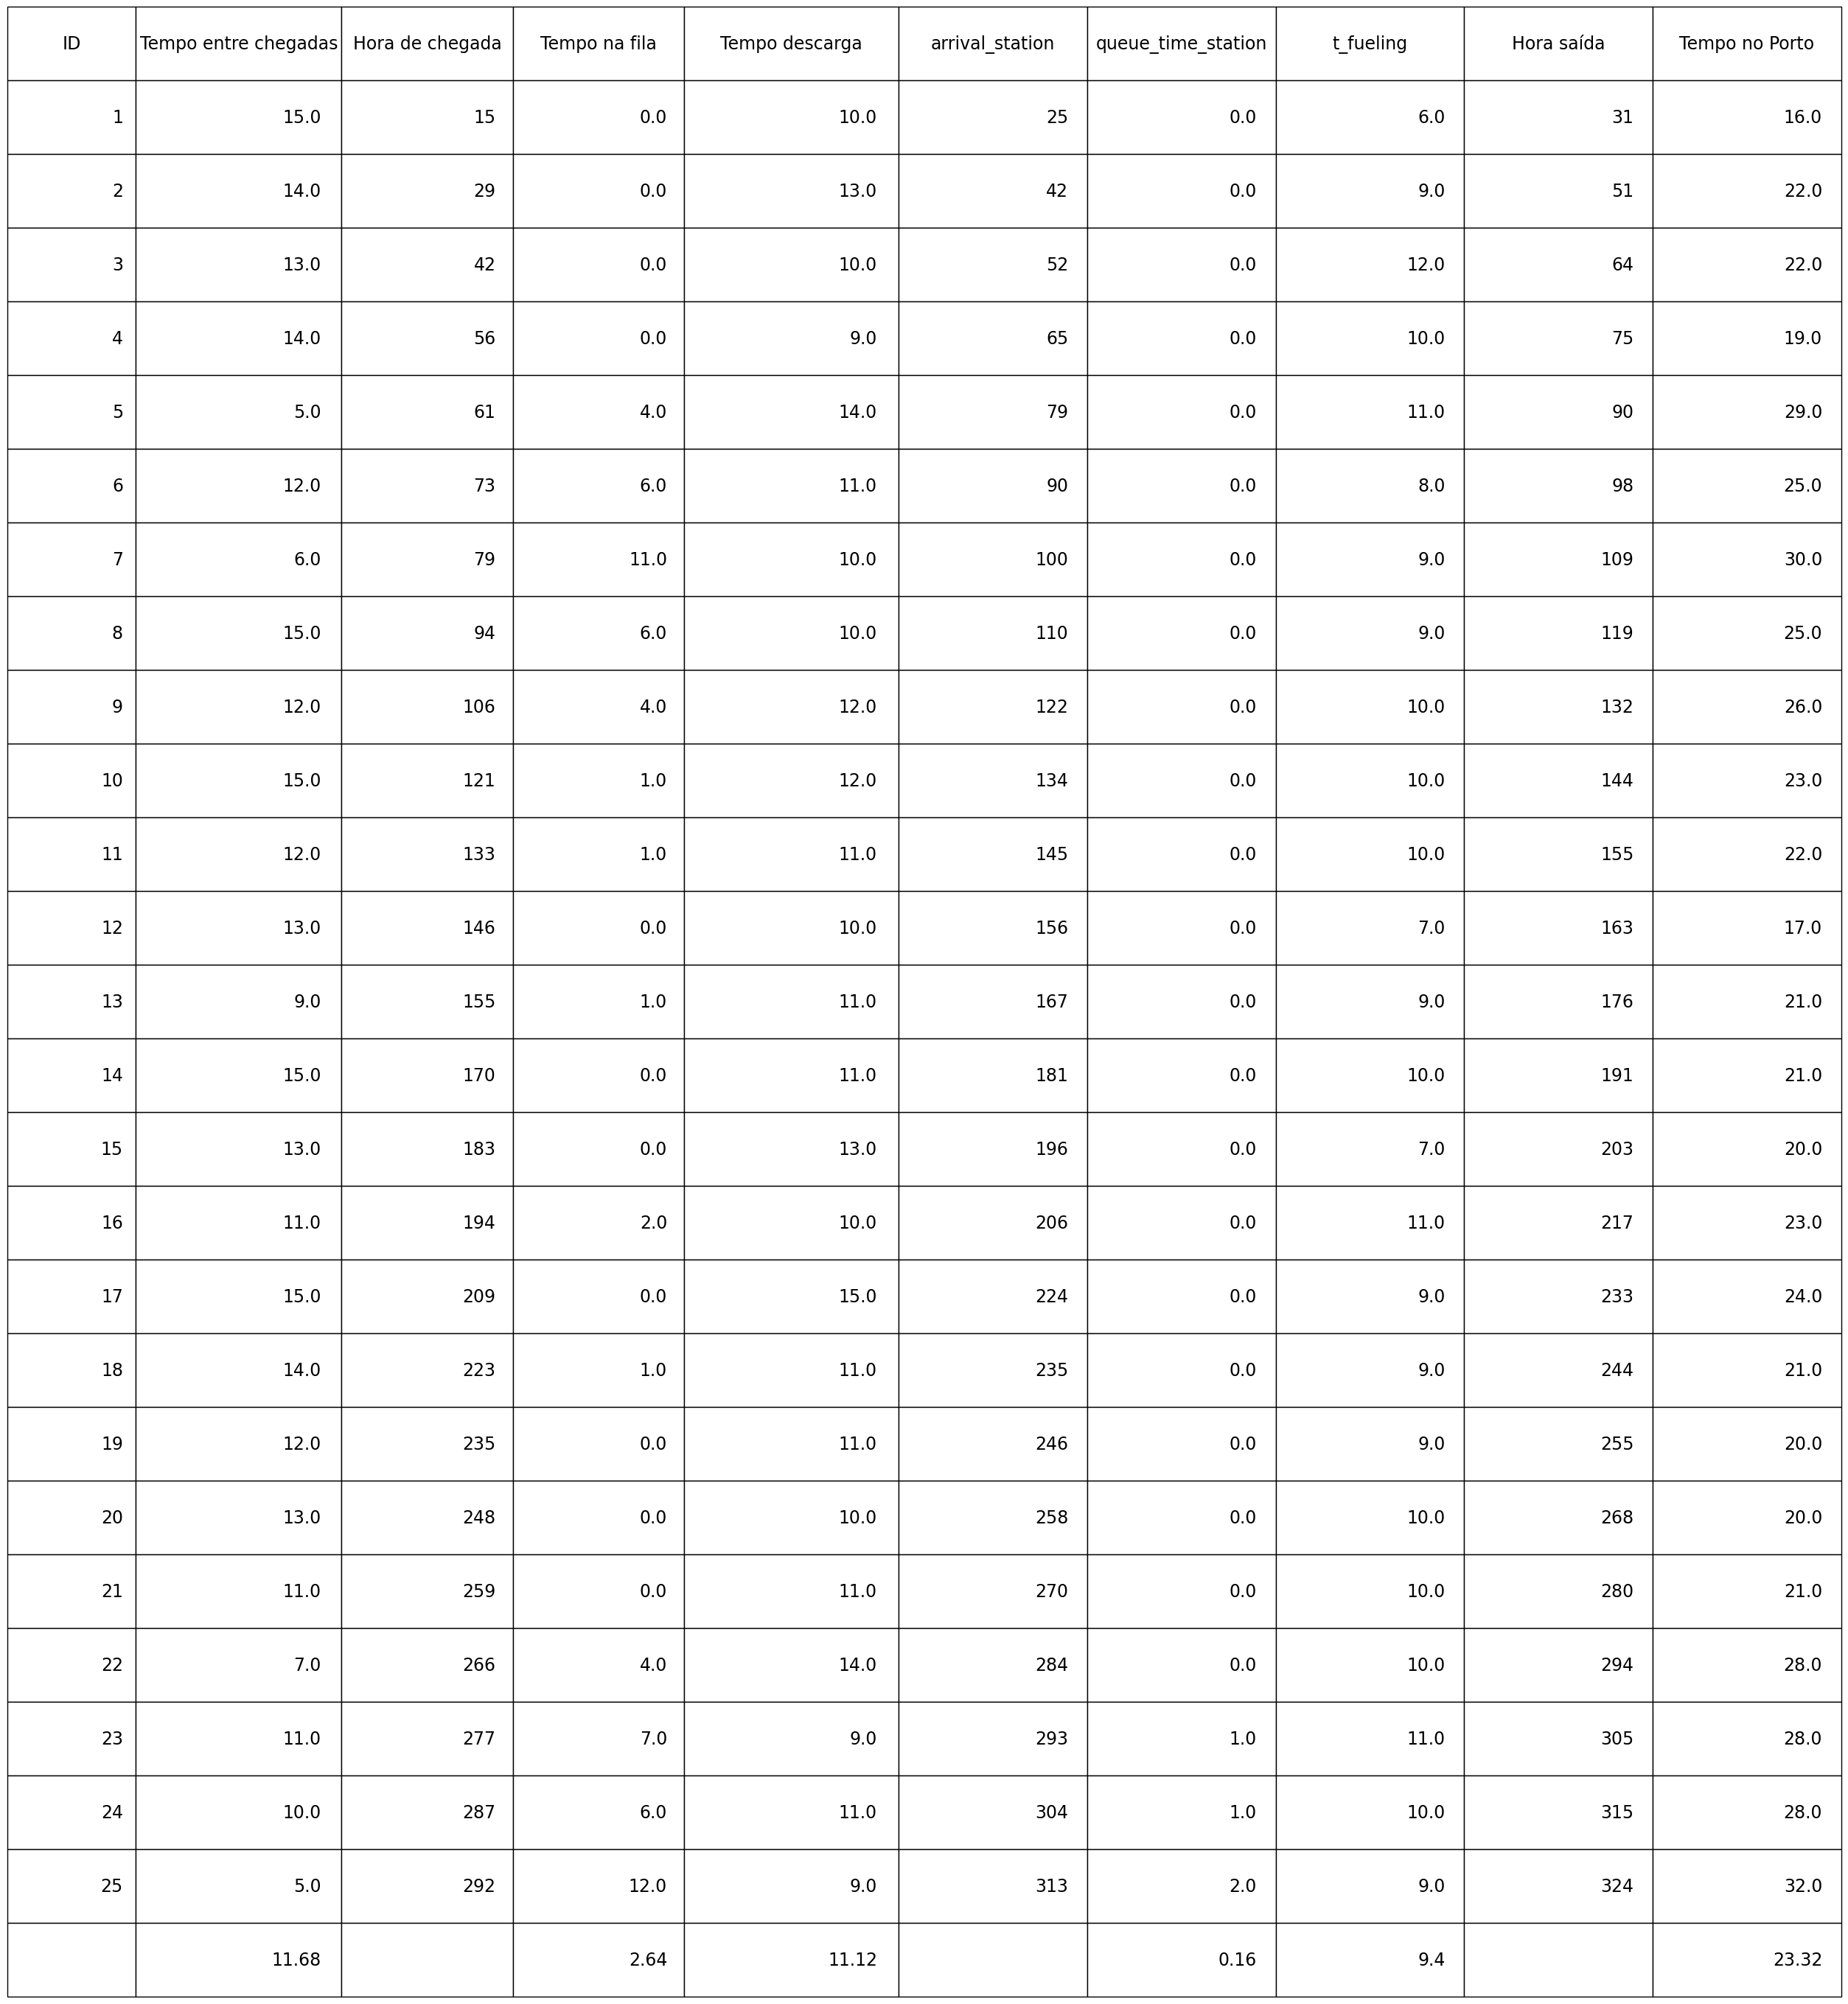 ID Tempo entre chegadas Hora de chegada Tempo na fila Tempo descarga arrival_station queue_time_station t_fueling Hora saída Tempo no Porto
1 15.0 15 0.0 10.0 25 0.0 6.0 31 16.0
2 14.0 29 0.0 13.0 42 0.0 9.0 51 22.0
3 13.0 42 0.0 10.0 52 0.0 12.0 64 22.0
4 14.0 56 0.0 9.0 65 0.0 10.0 75 19.0
5 5.0 61 4.0 14.0 79 0.0 11.0 90 29.0
6 12.0 73 6.0 11.0 90 0.0 8.0 98 25.0
7 6.0 79 11.0 10.0 100 0.0 9.0 109 30.0
8 15.0 94 6.0 10.0 110 0.0 9.0 119 25.0
9 12.0 106 4.0 12.0 122 0.0 10.0 132 26.0
10 15.0 121 1.0 12.0 134 0.0 10.0 144 23.0
11 12.0 133 1.0 11.0 145 0.0 10.0 155 22.0
12 13.0 146 0.0 10.0 156 0.0 7.0 163 17.0
13 9.0 155 1.0 11.0 167 0.0 9.0 176 21.0
14 15.0 170 0.0 11.0 181 0.0 10.0 191 21.0
15 13.0 183 0.0 13.0 196 0.0 7.0 203 20.0
16 11.0 194 2.0 10.0 206 0.0 11.0 217 23.0
17 15.0 209 0.0 15.0 224 0.0 9.0 233 24.0
18 14.0 223 1.0 11.0 235 0.0 9.0 244 21.0
19 12.0 235 0.0 11.0 246 0.0 9.0 255 20.0
20 13.0 248 0.0 10.0 258 0.0 10.0 268 20.0
21 11.0 259 0.0 11.0 270 0.0 10.0 280 21.0
22 7.0 266 4.0 14.0 284 0.0 10.0 294 28.0
23 11.0 277 7.0 9.0 293 1.0 11.0 305 28.0
24 10.0 287 6.0 11.0 304 1.0 10.0 315 28.0
25 5.0 292 12.0 9.0 313 2.0 9.0 324 32.0
11.68 2.64 11.12 0.16 9.4 23.32